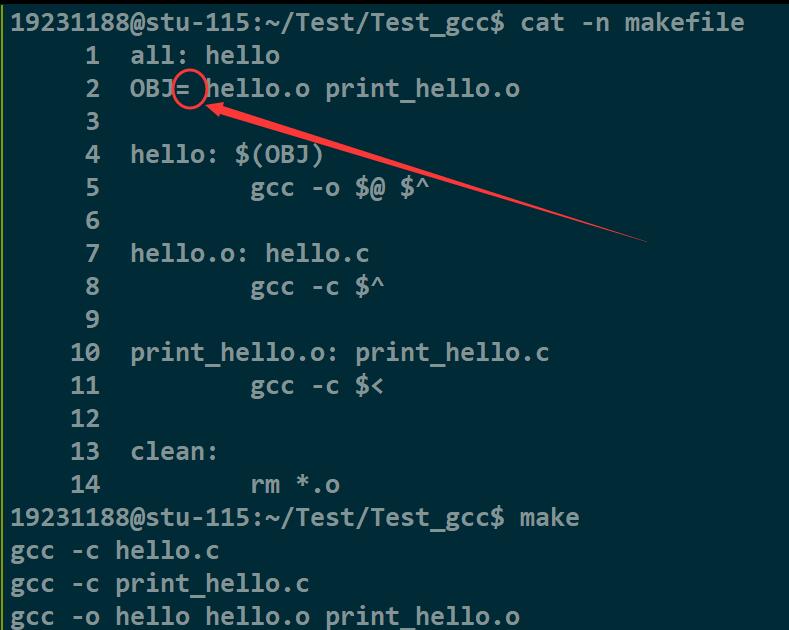 19231188@stu-115:~/Test/Test_gcc$ cat -n makefile
     1  all: hello
     2  OBJ= hello.o print_hello.o
     3
     4  hello: $(OBJ)
     5          gcc -o $@ $^
     6
     7  hello.o: hello.c
     8          gcc -c $^
     9
    10  print_hello.o: print_hello.c
    11          gcc -c $<
    12
    13  clean:
    14          rm *.o
19231188@stu-115:~/Test/Test_gcc$ make
gcc -c hello.c
gcc -c print_hello.c
gcc -o hello hello.o print_hello.o